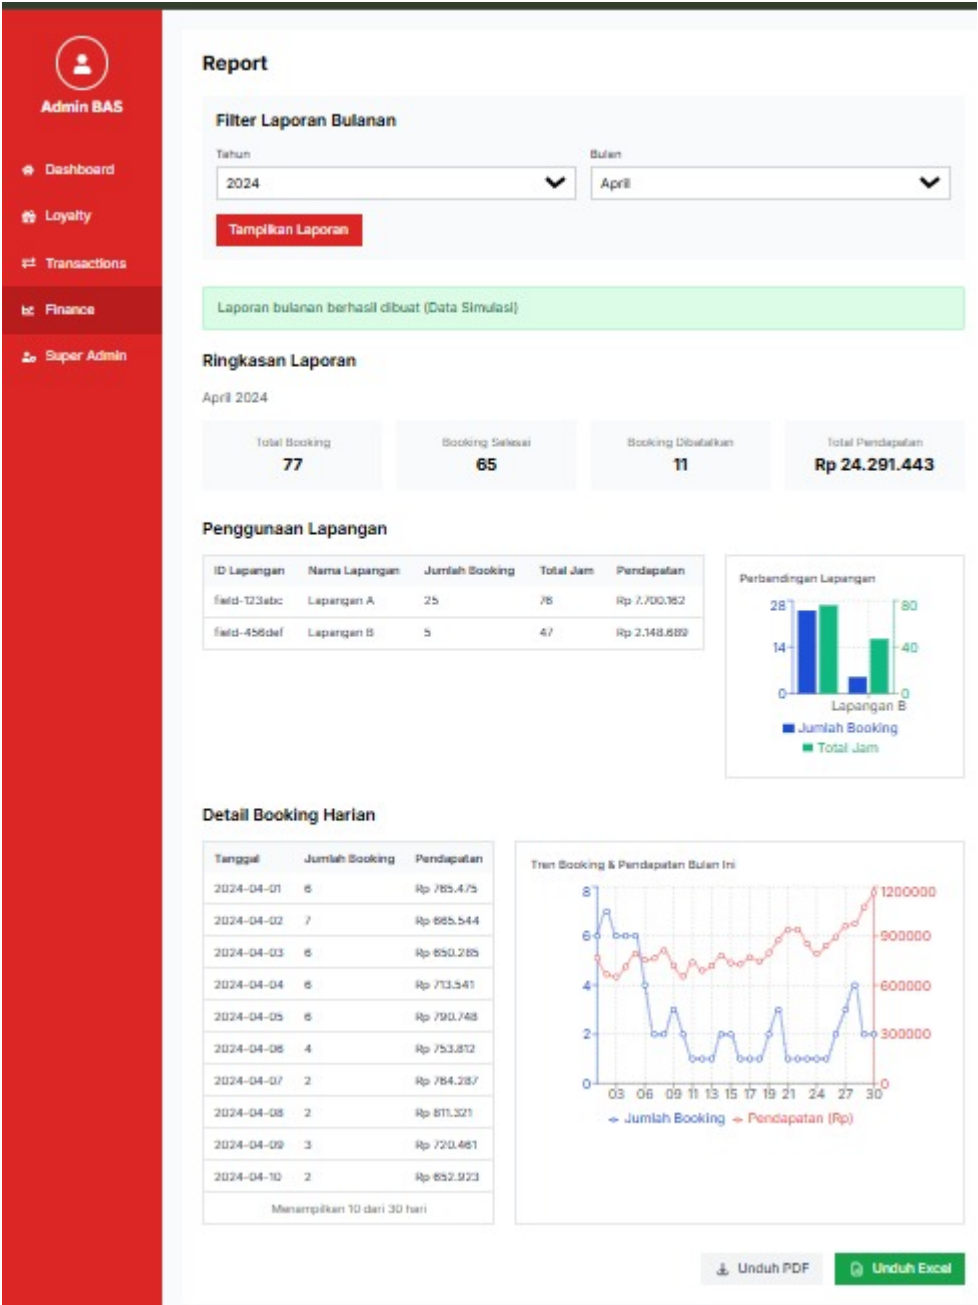 Admin BAS
Dashboard
Loyalty
Transactions
Finance
Super Admin
Report
Filter Laporan Bulanan
Tahun Bulan
2024 April
Tampilkan Laporan
Laporan bulanan berhasil dibuat (Data Simulasi)
Ringkasan Laporan
April 2024
Total Booking Booking Selesai Booking Dibatalkan Total Pendapatan
77 65 11 Rp 24.291.443
Penggunaan Lapangan
ID Lapangan Nama Lapangan Jumlah Booking Total Jam Pendapatan
field-123abc Lapangan A 25 78 Rp 7.700.162
field-456def Lapangan B 5 47 Rp 2.148.689
Perbandingan Lapangan
28 80
14 40
0 0
Lapangan B
Jumlah Booking
Total Jam
Detail Booking Harian
Tanggal Jumlah Booking Pendapatan
2024-04-01 6 Rp 765.475
2024-04-02 7 Rp 665.544
2024-04-03 6 Rp 650.285
2024-04-04 6 Rp 713.541
2024-04-05 6 Rp 790.748
2024-04-06 4 Rp 753.812
2024-04-07 2 Rp 764.287
2024-04-08 2 Rp 811.321
2024-04-09 3 Rp 720.461
2024-04-10 2 Rp 652.923
Menampilkan 10 dari 30 hari
Tren Booking & Pendapatan Bulan Ini
8 1200000
6 900000
4 600000
2 300000
0 0
03 06 09 11 13 15 17 19 21 24 27 30
Jumlah Booking Pendapatan (Rp)
Unduh PDF Unduh Excel